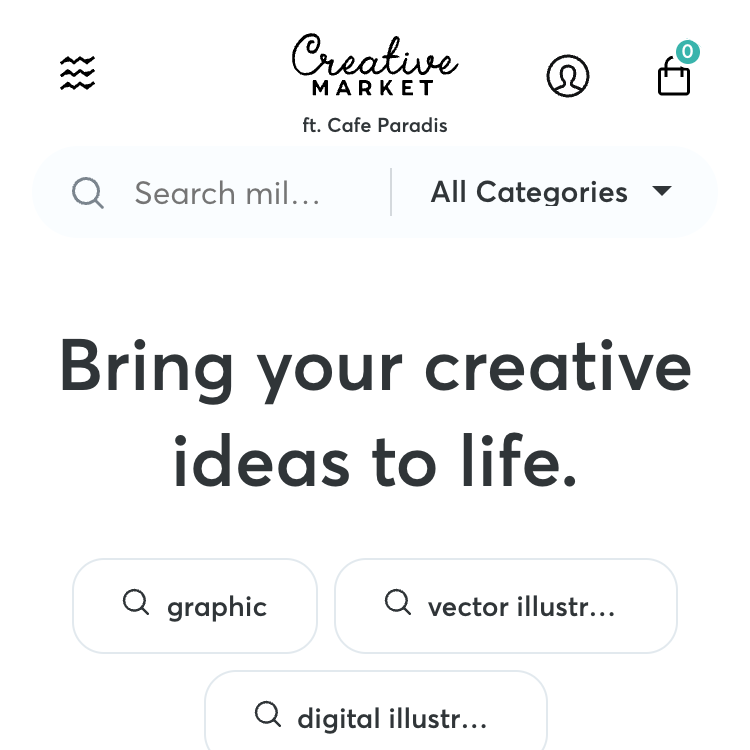 Creative
MARKET
0
ft. Cafe Paradis
Search mil...
All Categories
Bring your creative
ideas to life.
graphic
vector illustr...
digital illustr...